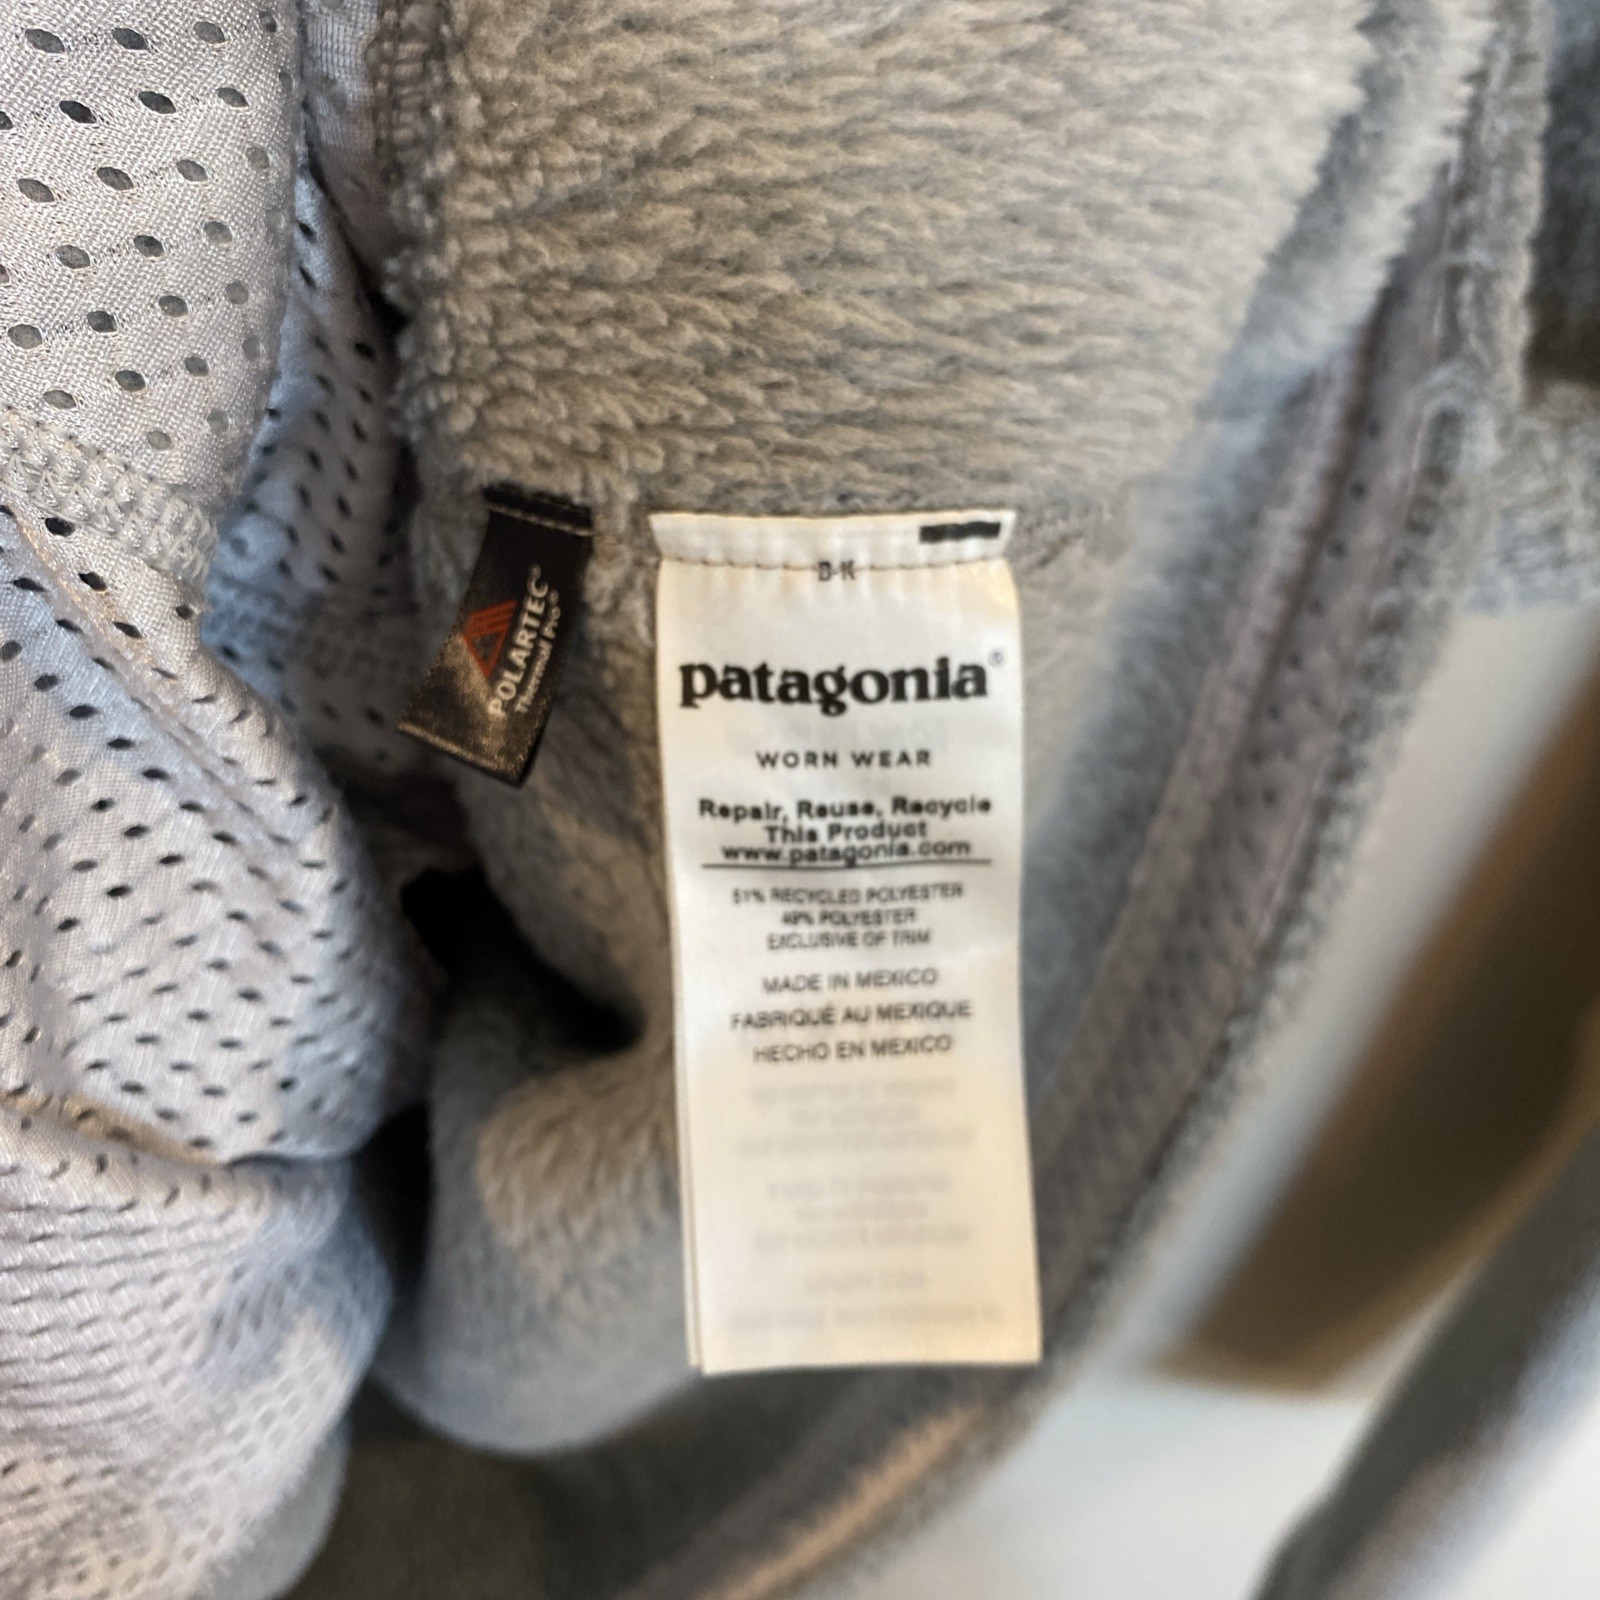 POLARTEC®
Thermal Pro®
B-K
patagonia®
WORN WEAR
Repair, Reuse, Recycle
This Product
www.patagonia.com
51% RECYCLED POLYESTER
49% POLYESTER
EXCLUSIVE OF TRIM
MADE IN MEXICO
FABRIQUÉ AU MEXIQUE
HECHO EN MEXICO